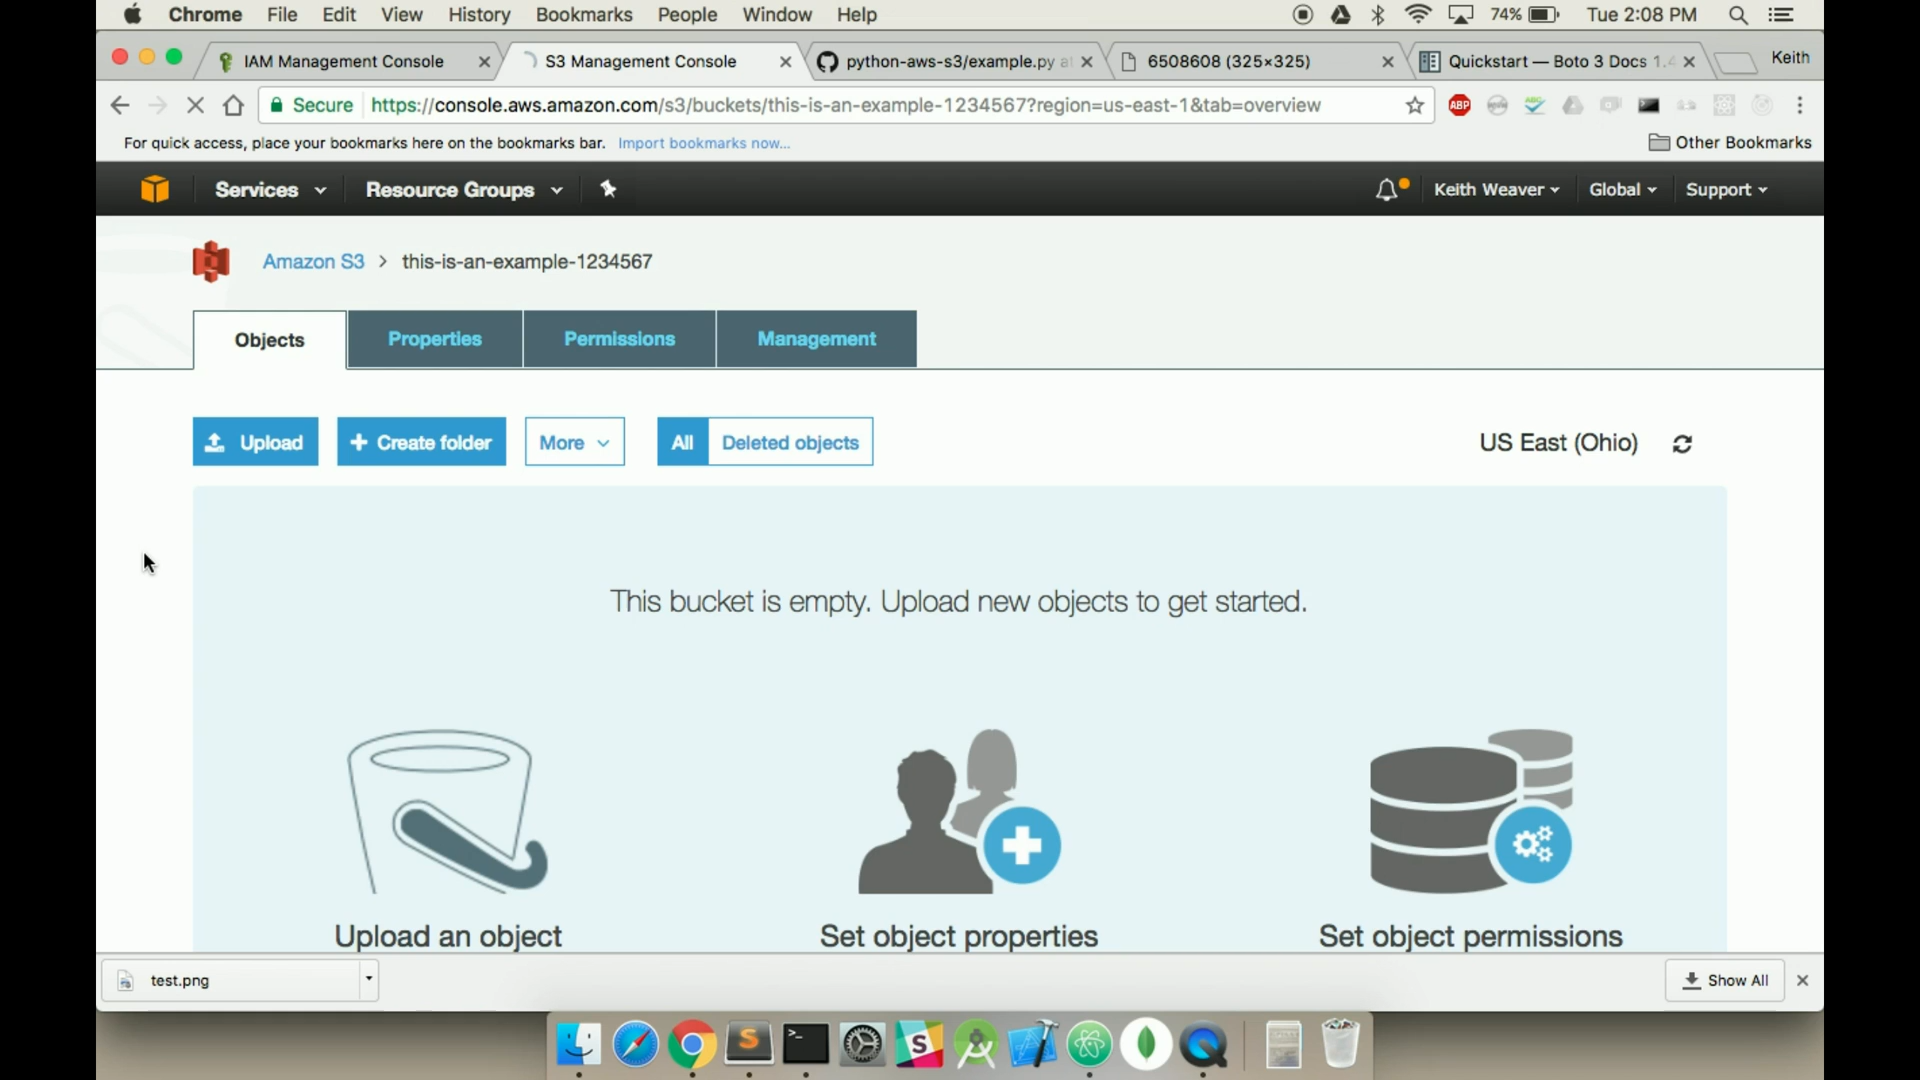 Chrome File Edit View History Bookmarks People Window Help 74% Tue 2:08 PM
IAM Management Console S3 Management Console python-aws-s3/example.py a 6508608 (325×325) Quickstart — Boto 3 Docs 1.4 Keith
Secure https://console.aws.amazon.com/s3/buckets/this-is-an-example-1234567?region=us-east-1&tab=overview ABP
For quick access, place your bookmarks here on the bookmarks bar. Import bookmarks now... Other Bookmarks
Services Resource Groups Keith Weaver Global Support
Amazon S3 > this-is-an-example-1234567
Objects Properties Permissions Management
Upload + Create folder More All Deleted objects US East (Ohio)
This bucket is empty. Upload new objects to get started.
Upload an object Set object properties Set object permissions
test.png Show All